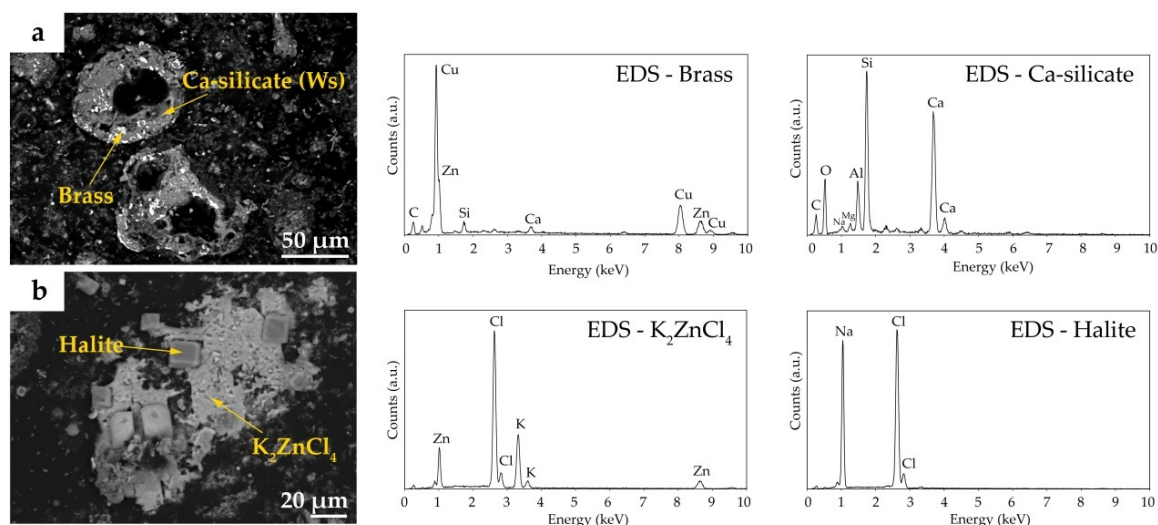 a
Ca-silicate (Ws)
Brass
50 µm
EDS - Brass
Counts (a.u.)
Cu
Zn
C
Si
Ca
Cu
Zn
Cu
0 1 2 3 4 5 6 7 8 9 10
Energy (keV)
EDS - Ca-silicate
Counts (a.u.)
Si
Ca
O
Al
C
Na
Mg
Ca
0 1 2 3 4 5 6 7 8 9 10
Energy (keV)
b
Halite
K₂ZnCl₄
20 µm
EDS - K₂ZnCl₄
Counts (a.u.)
Cl
K
Zn
Cl
K
Zn
0 1 2 3 4 5 6 7 8 9 10
Energy (keV)
EDS - Halite
Counts (a.u.)
Na
Cl
Cl
0 1 2 3 4 5 6 7 8 9 10
Energy (keV)